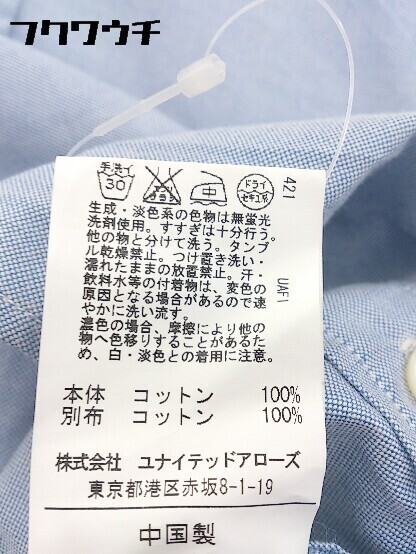 フクワウチ
手洗イ
30
エンソサラシ
中
ドライ
セキユ系
421
生成・淡色系の色物は無蛍光
洗剤使用。すすぎは十分行う。
他の物と分けて洗う。タンブ
ル乾燥禁止。つけ置き洗い・
濡れたままの放置禁止。汗・
飲料水等の付着物は、変色の
原因となる場合があるので速
やかに洗い流す。
濃色の場合、摩擦により他の
物へ色移りすることがあるた
め、白・淡色との着用に注意。
UAF1
本体 コットン 100%
別布 コットン 100%
株式会社 ユナイテッドアローズ
東京都港区赤坂8-1-19
中国製